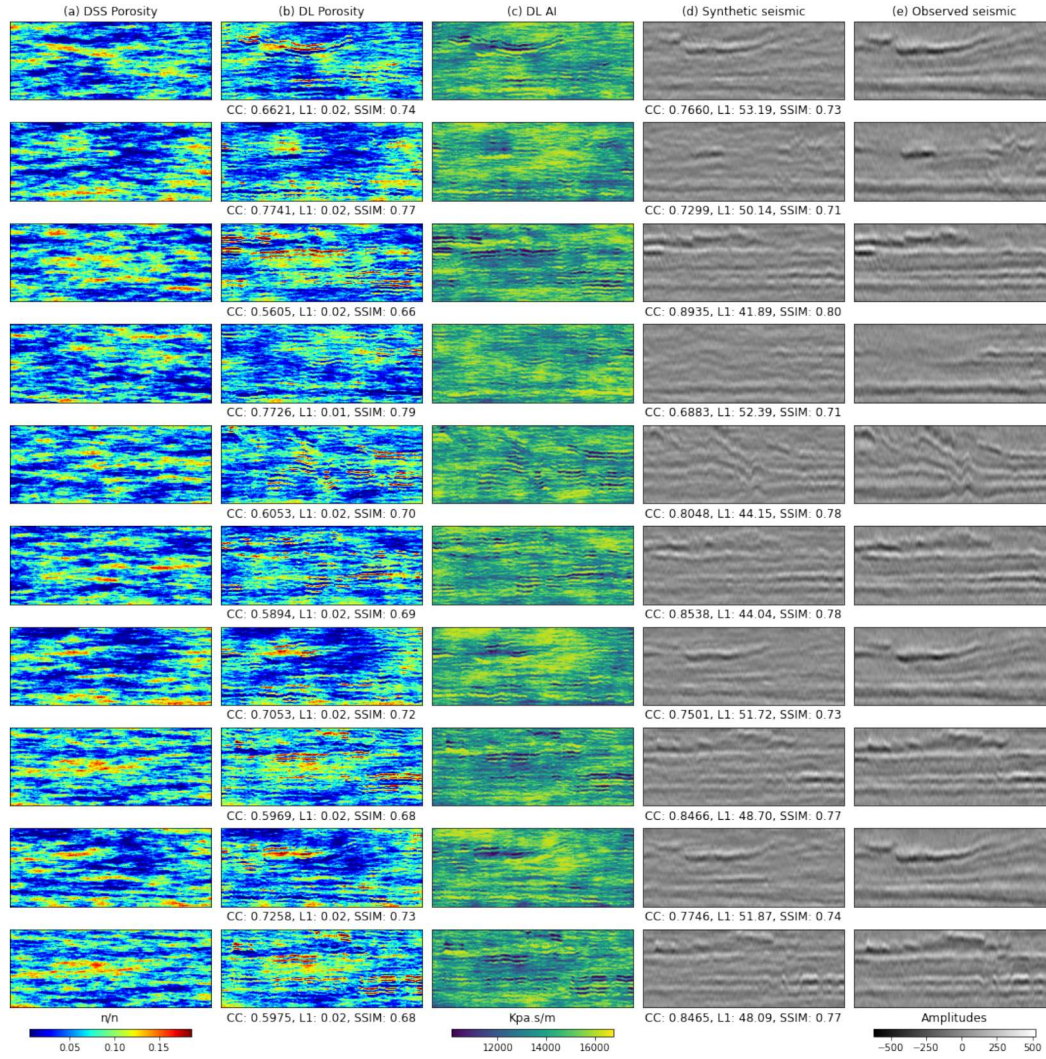 (a) DSS Porosity (b) DL Porosity (c) DL AI (d) Synthetic seismic (e) Observed seismic
CC: 0.6621, L1: 0.02, SSIM: 0.74 CC: 0.7660, L1: 53.19, SSIM: 0.73
CC: 0.7741, L1: 0.02, SSIM: 0.77 CC: 0.7299, L1: 50.14, SSIM: 0.71
CC: 0.5605, L1: 0.02, SSIM: 0.66 CC: 0.8935, L1: 41.89, SSIM: 0.80
CC: 0.7726, L1: 0.01, SSIM: 0.79 CC: 0.6883, L1: 52.39, SSIM: 0.71
CC: 0.6053, L1: 0.02, SSIM: 0.70 CC: 0.8048, L1: 44.15, SSIM: 0.78
CC: 0.5894, L1: 0.02, SSIM: 0.69 CC: 0.8538, L1: 44.04, SSIM: 0.78
CC: 0.7053, L1: 0.02, SSIM: 0.72 CC: 0.7501, L1: 51.72, SSIM: 0.73
CC: 0.5969, L1: 0.02, SSIM: 0.68 CC: 0.8466, L1: 48.70, SSIM: 0.77
CC: 0.7258, L1: 0.02, SSIM: 0.73 CC: 0.7746, L1: 51.87, SSIM: 0.74
CC: 0.5975, L1: 0.02, SSIM: 0.68 CC: 0.8465, L1: 48.09, SSIM: 0.77
n/n Kpa.s/m Amplitudes
0.05 0.10 0.15 12000 14000 16000 −500 −250 0 250 500